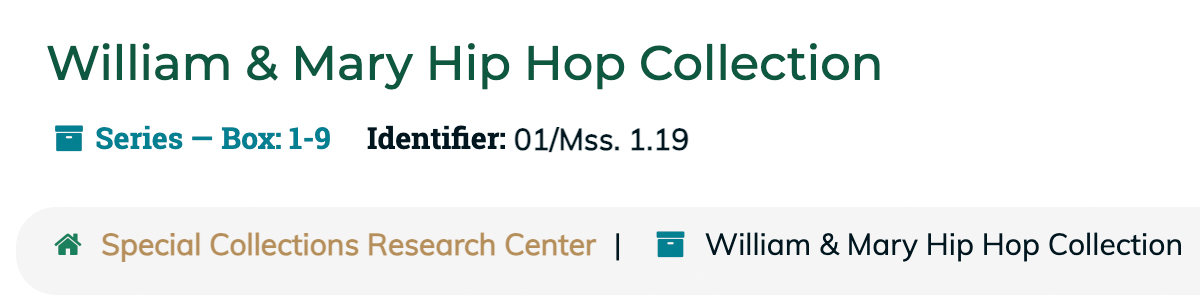 William & Mary Hip Hop Collection
Series — Box: 1-9 Identifier: 01/Mss. 1.19
Special Collections Research Center | William & Mary Hip Hop Collection